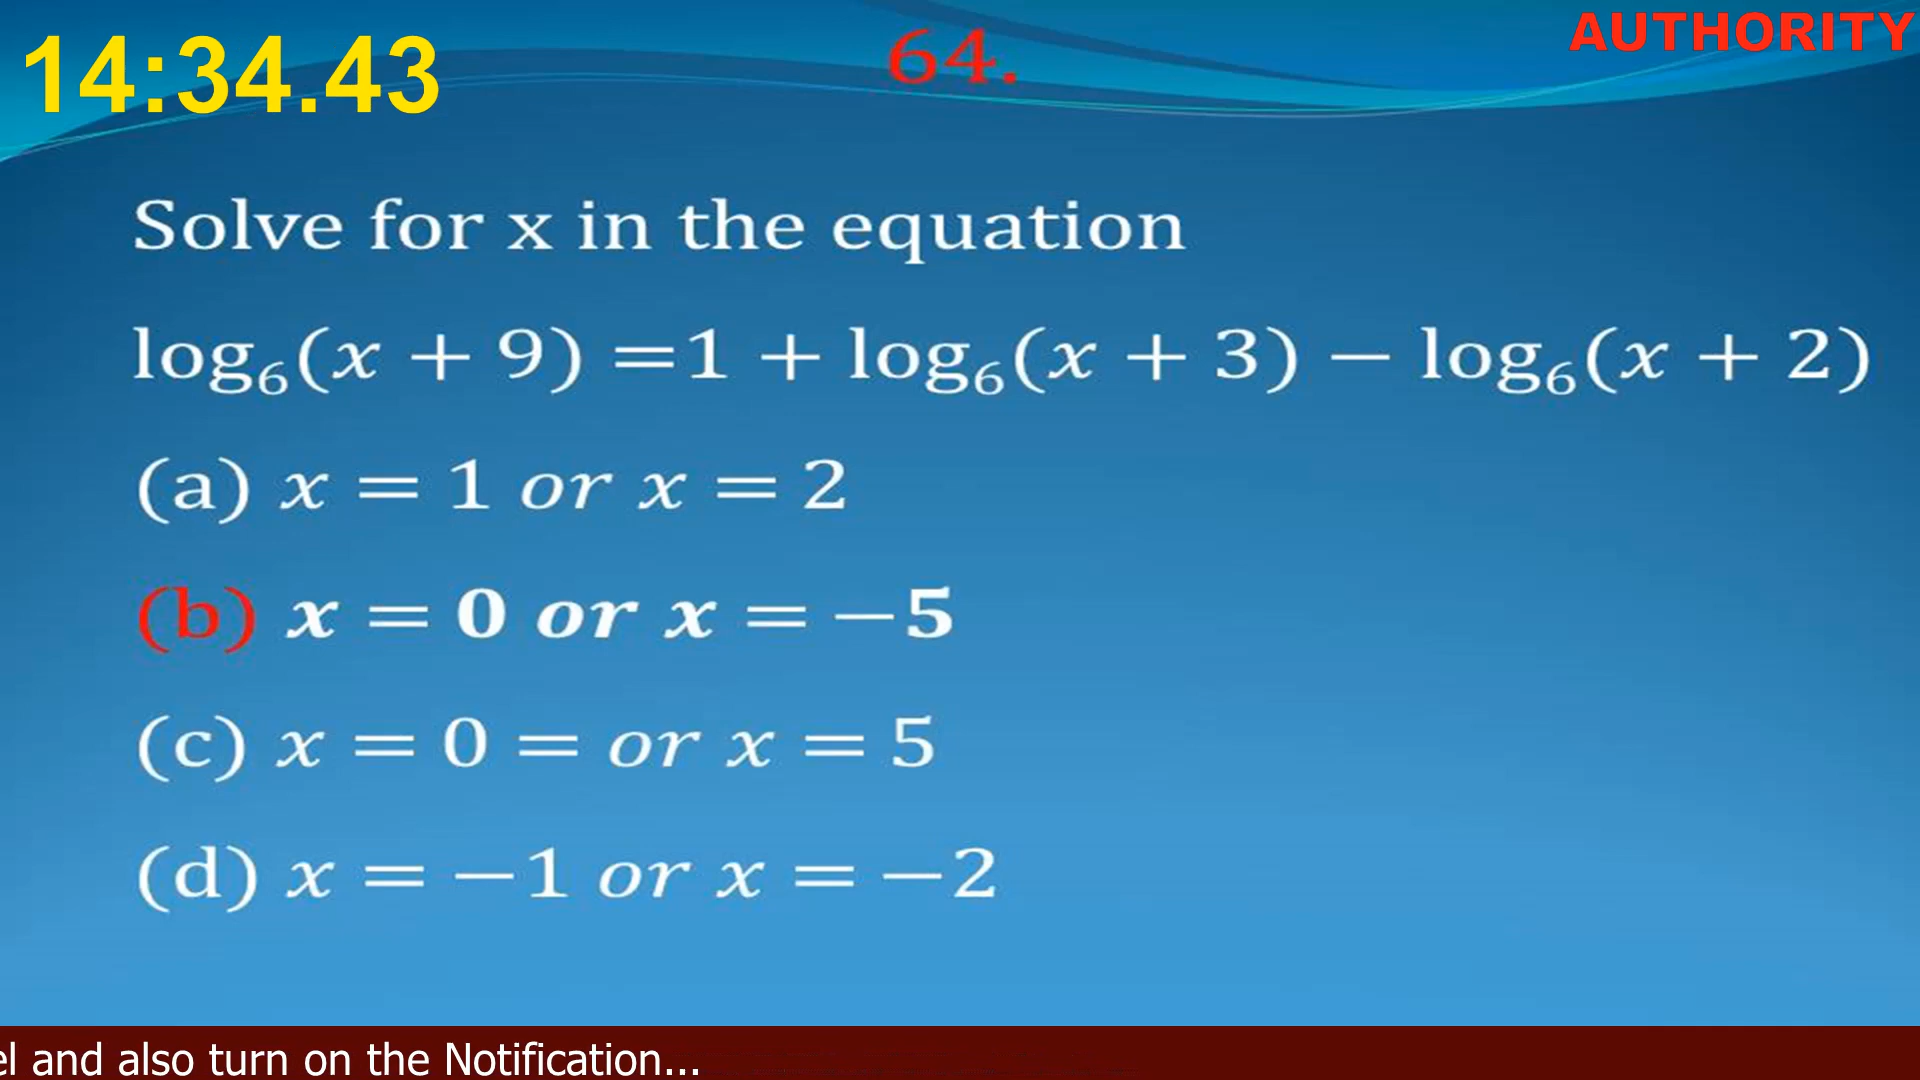 14:34.43
64.
AUTHORITY
Solve for x in the equation
log₆(x + 9) =1 + log₆(x + 3) − log₆(x + 2)
(a) x = 1 or x = 2
(b) x = 0 or x = −5
(c) x = 0 = or x = 5
(d) x = −1 or x = −2
el and also turn on the Notification...